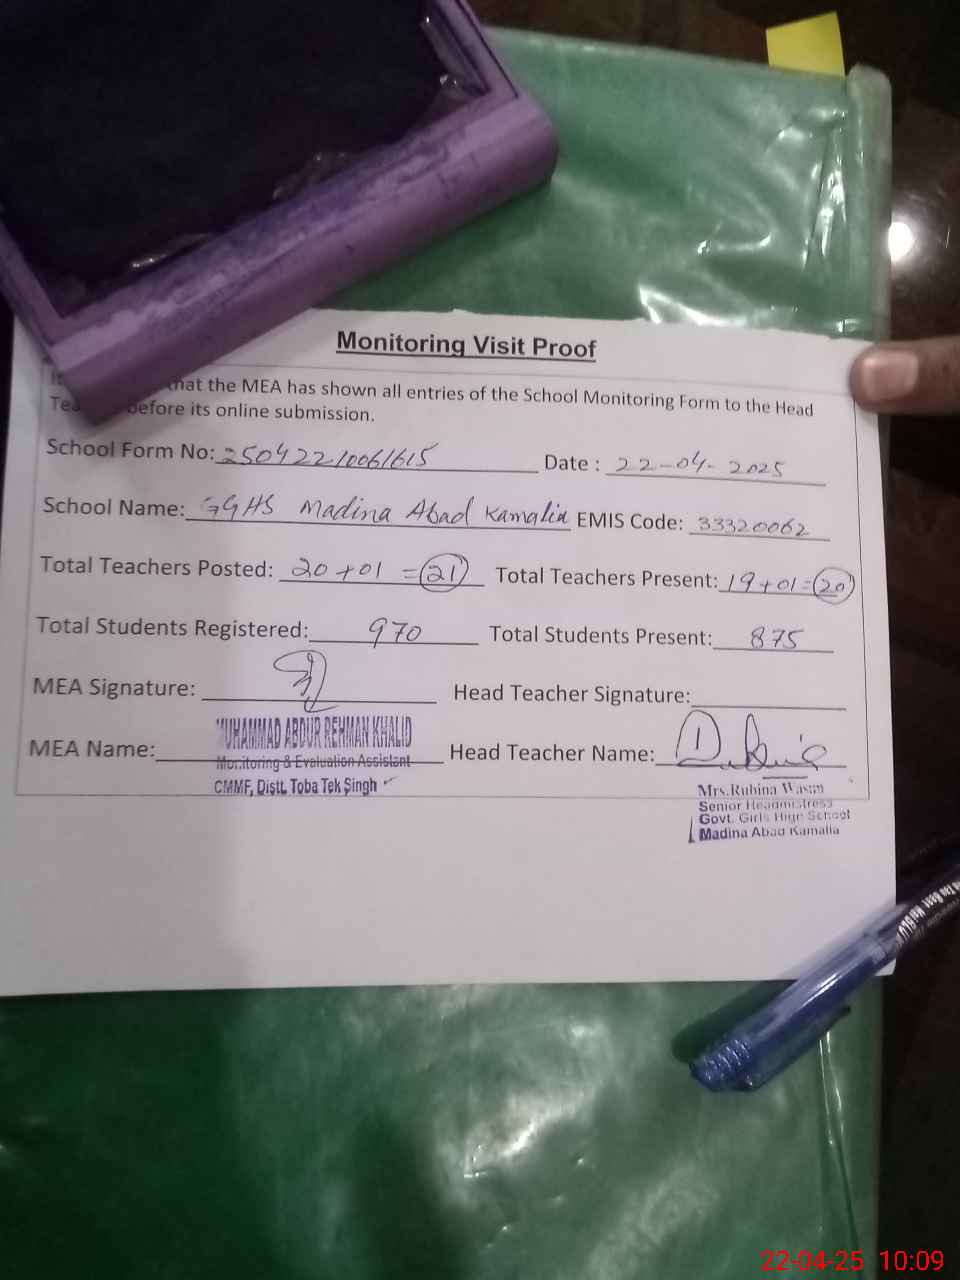 Monitoring Visit Proof
that the MEA has shown all entries of the School Monitoring Form to the Head
before its online submission.
School Form No: 2504221006161​5 Date : 22-04-2025
School Name: GGHS Madina Abad Kamalia EMIS Code: 33320062
Total Teachers Posted: 20+01=21 Total Teachers Present: 19+01=20
Total Students Registered: 970 Total Students Present: 875
MEA Signature: Head Teacher Signature:
MEA Name: MUHAMMAD ABDUR REHMAN KHALID Head Teacher Name:
Monitoring & Evaluation Assistant
CMMF, Distt. Toba Tek Singh
Mrs.Rubina Wasim
Senior Headmistress
Govt. Girls High School
Madina Abad Kamalia
22-04-25 10:09